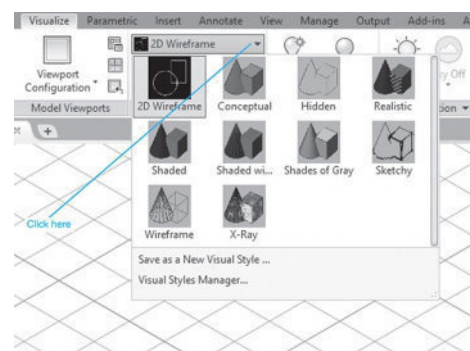 Visualize Parametric Insert Annotate View Manage Output Add-ins
2D Wireframe
Viewport
Configuration
Model Viewports
2D Wireframe Conceptual Hidden Realistic
Shaded Shaded wi... Shades of Gray Sketchy
Wireframe X-Ray
Click here
Save as a New Visual Style ...
Visual Styles Manager...